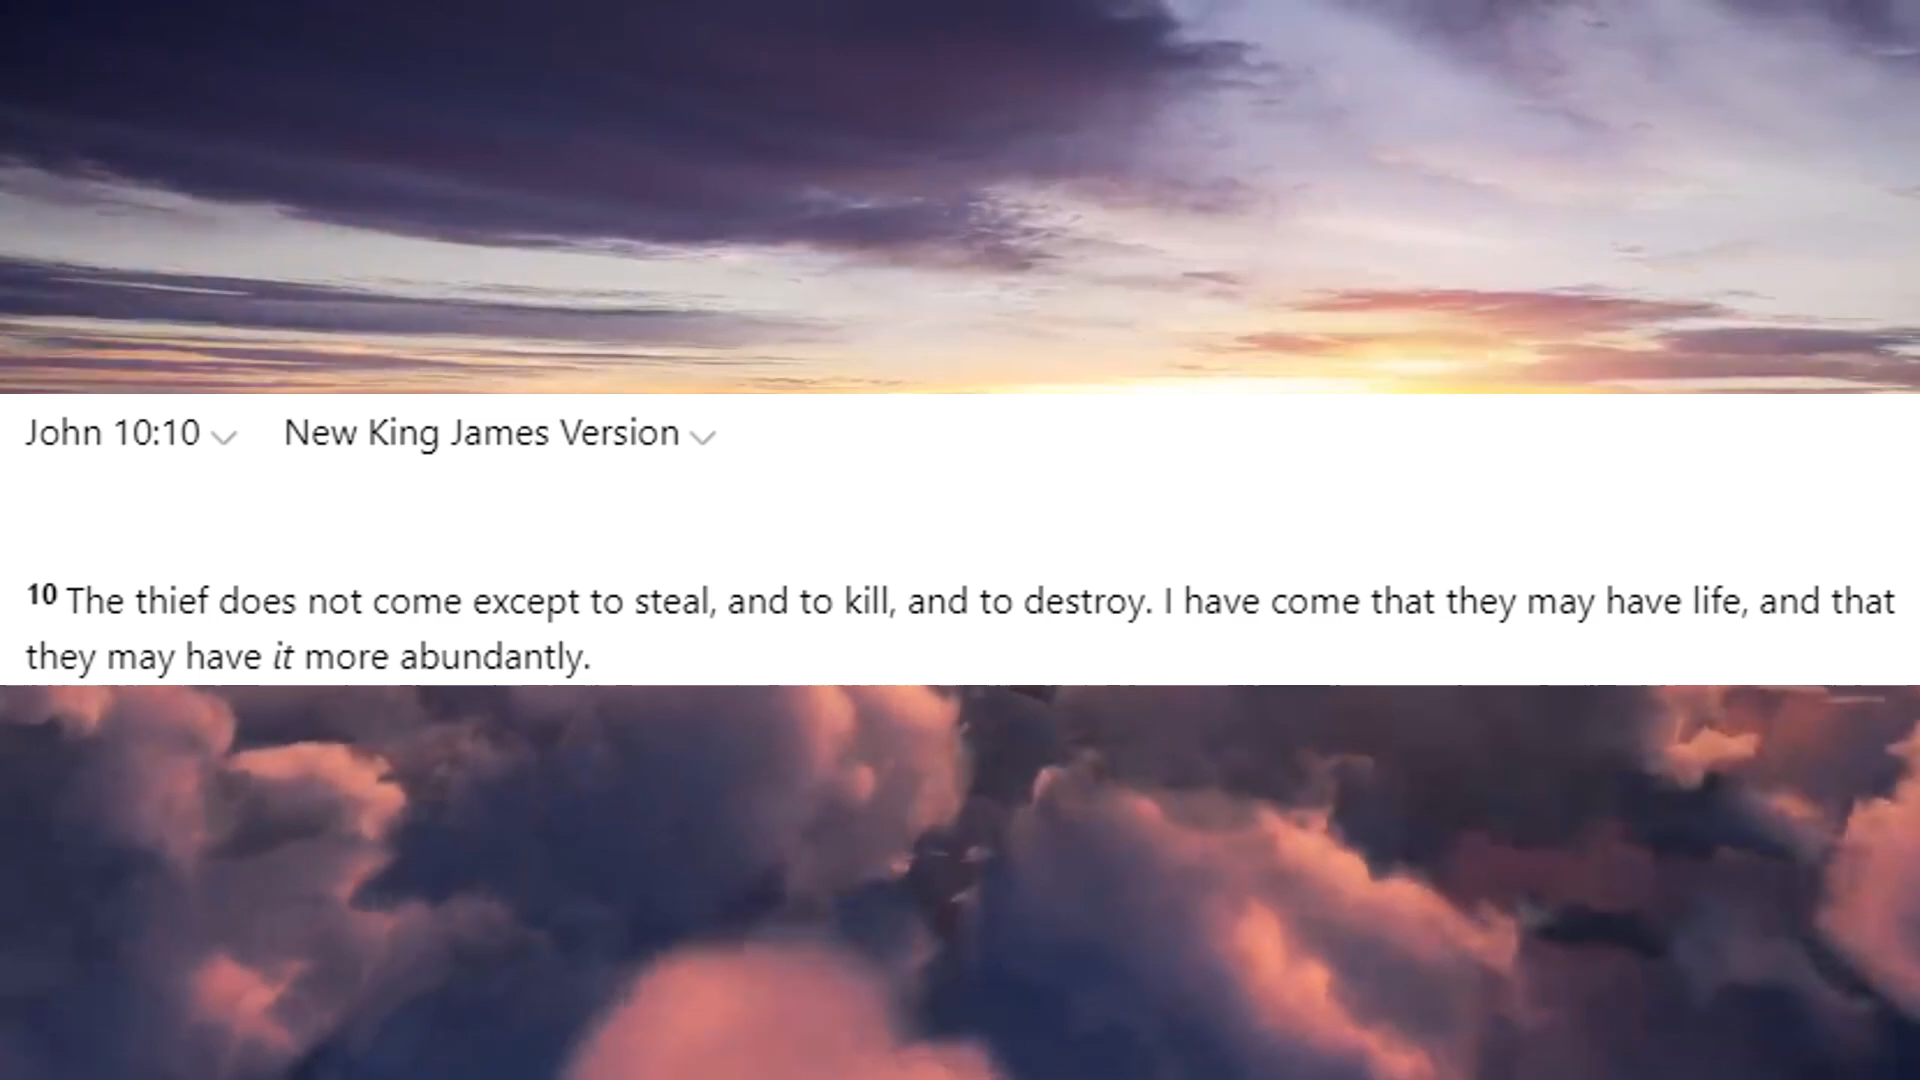 John 10:10 New King James Version
10 The thief does not come except to steal, and to kill, and to destroy. I have come that they may have life, and that
they may have it more abundantly.